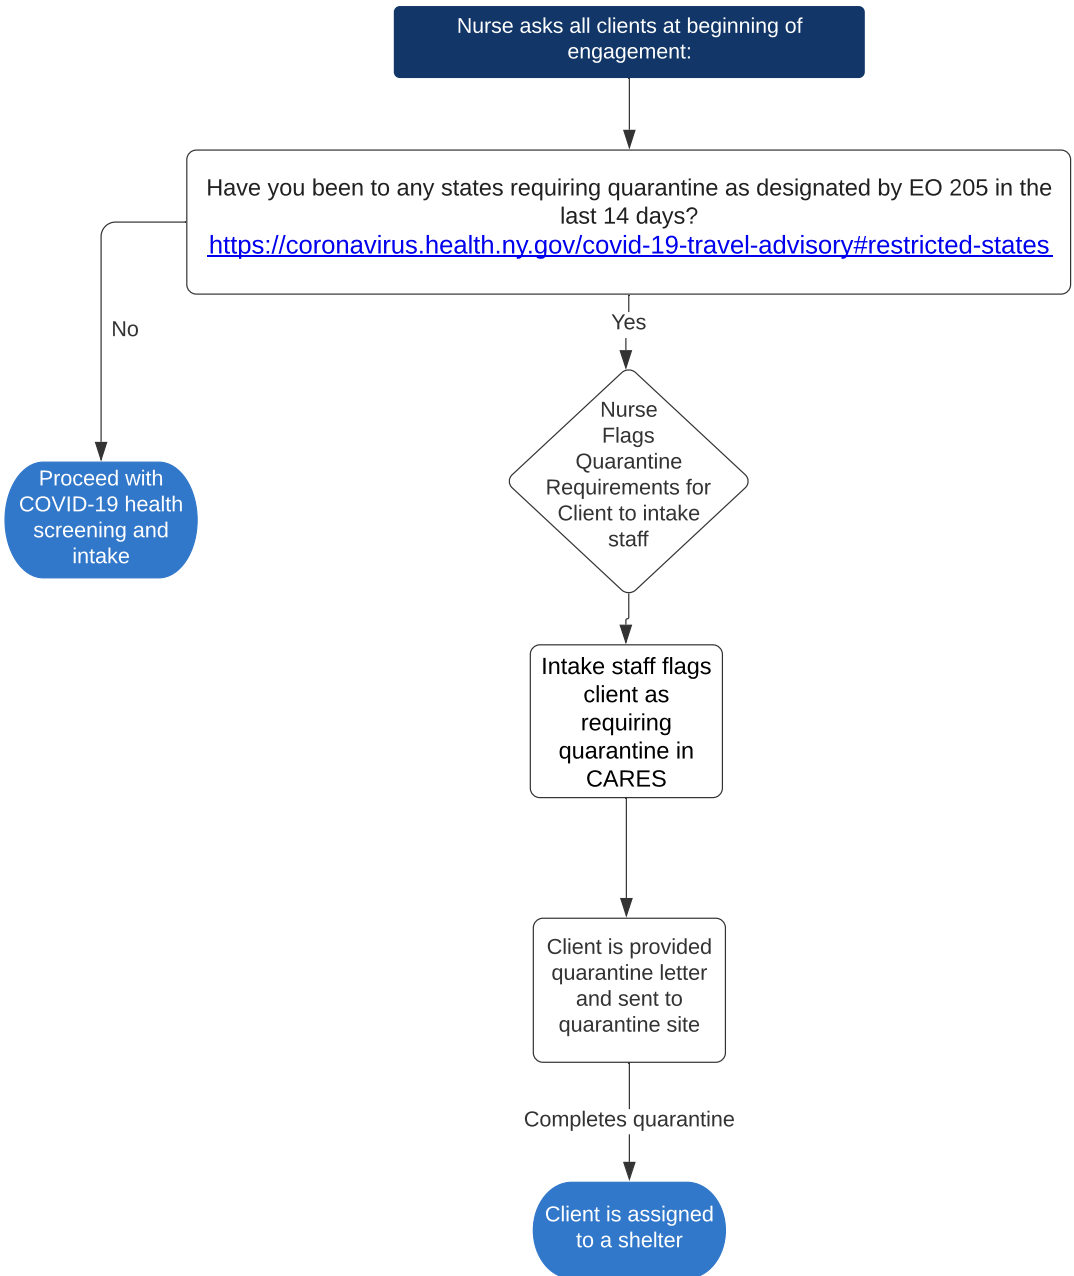 Nurse asks all clients at beginning of
engagement:
Have you been to any states requiring quarantine as designated by EO 205 in the
last 14 days?
https://coronavirus.health.ny.gov/covid-19-travel-advisory#restricted-states
No
Yes
Nurse
Flags
Quarantine
Requirements for
Client to intake
staff
Proceed with
COVID-19 health
screening and
intake
Intake staff flags
client as
requiring
quarantine in
CARES
Client is provided
quarantine letter
and sent to
quarantine site
Completes quarantine
Client is assigned
to a shelter